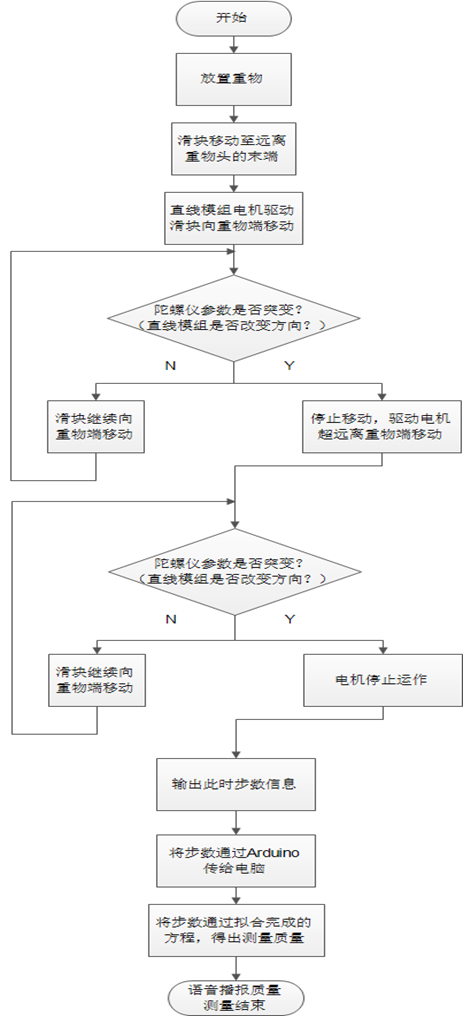 开始
放置重物
滑块移动至远离
重物头的末端
直线模组电机驱动
滑块向重物端移动
陀螺仪参数是否突变？
（直线模组是否改变方向？）
N
Y
滑块继续向
重物端移动
停止移动，驱动电机
超远离重物端移动
陀螺仪参数是否突变？
（直线模组是否改变方向？）
N
Y
滑块继续向
重物端移动
电机停止运作
输出此时步数信息
将步数通过Arduino
传给电脑
将步数通过拟合完成的
方程，得出测量质量
语音播报质量
测量结束